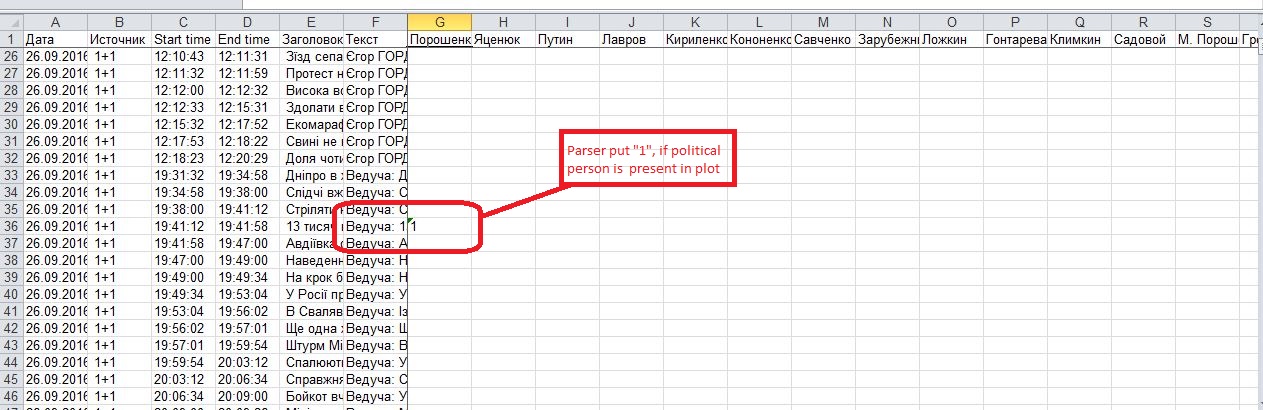 A B C D E F G H I J K L M N O P Q R S
1 Дата Источник Start time End time Заголовок Текст Порошенк Яценюк Путин Лавров Кириленко Кононенко Савченко Зарубежны Ложкин Гонтарева Климкин Садовой М. Порош Гро
26 26.09.2016 1+1 12:10:43 12:11:31 З'їзд сепа Єгор ГОРД
27 26.09.2016 1+1 12:11:32 12:11:59 Протест н Єгор ГОРД
28 26.09.2016 1+1 12:12:00 12:12:32 Висока во Єгор ГОРД
29 26.09.2016 1+1 12:12:33 12:15:31 Здолати в Єгор ГОРД
30 26.09.2016 1+1 12:15:32 12:17:52 Екомараф Єгор ГОРД
31 26.09.2016 1+1 12:17:53 12:18:22 Свині не п Єгор ГОРД
32 26.09.2016 1+1 12:18:23 12:20:29 Доля чоти Єгор ГОРД
Parser put "1", if political
person is present in plot
33 26.09.2016 1+1 19:31:32 19:34:58 Дніпро в ж Ведуча: Д
34 26.09.2016 1+1 19:34:58 19:38:00 Слідчі вж Ведуча: С
35 26.09.2016 1+1 19:38:00 19:41:12 Стріляти Ведуча: С
36 26.09.2016 1+1 19:41:12 19:41:58 13 тисяч Ведуча: 1 1
37 26.09.2016 1+1 19:41:58 19:47:00 Авдіївка Ведуча: А
38 26.09.2016 1+1 19:47:00 19:49:00 Наведенн Ведуча: Н
39 26.09.2016 1+1 19:49:00 19:49:34 На крок б Ведуча: Н
40 26.09.2016 1+1 19:49:34 19:53:04 У Росії пр Ведуча: У
41 26.09.2016 1+1 19:53:04 19:56:02 В Сваляв Ведуча: Із
42 26.09.2016 1+1 19:56:02 19:57:01 Ще одна ж Ведуча: Щ
43 26.09.2016 1+1 19:57:01 19:59:54 Штурм Мі Ведуча: В
44 26.09.2016 1+1 19:59:54 20:03:12 Спалюют Ведуча: У
45 26.09.2016 1+1 20:03:12 20:06:34 Справжня Ведуча: С
46 26.09.2016 1+1 20:06:34 20:09:00 Бойкот вч Ведуча: У